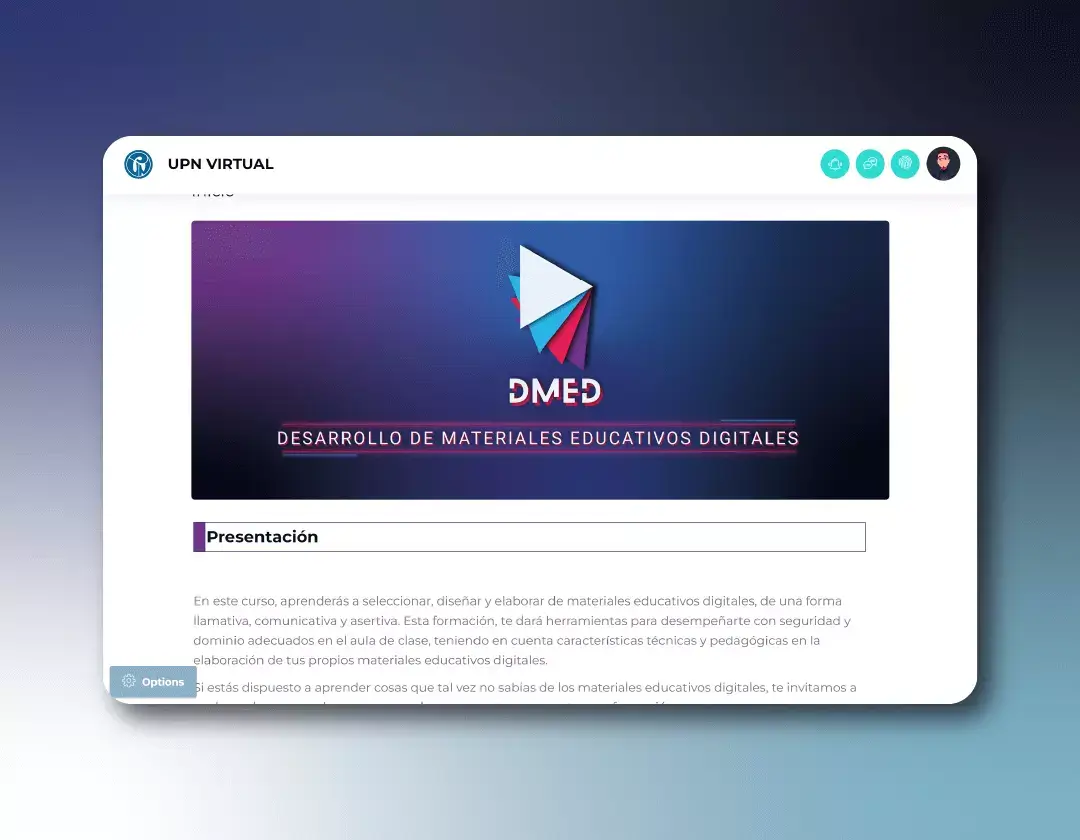 UPN VIRTUAL
Inicio
DMED
DESARROLLO DE MATERIALES EDUCATIVOS DIGITALES
Presentación
En este curso, aprenderás a seleccionar, diseñar y elaborar de materiales educativos digitales, de una forma
llamativa, comunicativa y asertiva. Esta formación, te dará herramientas para desempeñarte con seguridad y
dominio adecuados en el aula de clase, teniendo en cuenta características técnicas y pedagógicas en la
elaboración de tus propios materiales educativos digitales.
Options
Si estás dispuesto a aprender cosas que tal vez no sabías de los materiales educativos digitales, te invitamos a